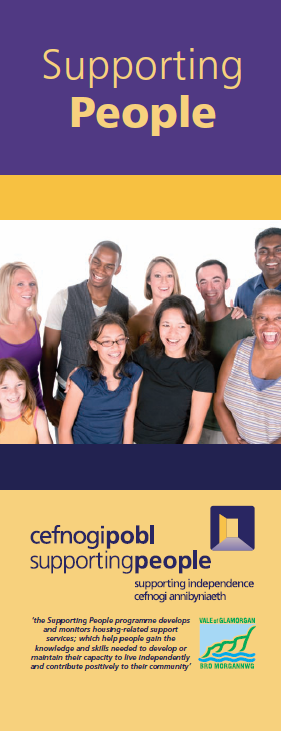 Supporting
People
cefnogipobl
supportingpeople
supporting independence
cefnogi annibyniaeth
'the Supporting People programme develops
and monitors housing-related support
services; which help people gain the
knowledge and skills needed to develop or
maintain their capacity to live independently
and contribute positively to their community'
VALE of GLAMORGAN
BRO MORGANNWG